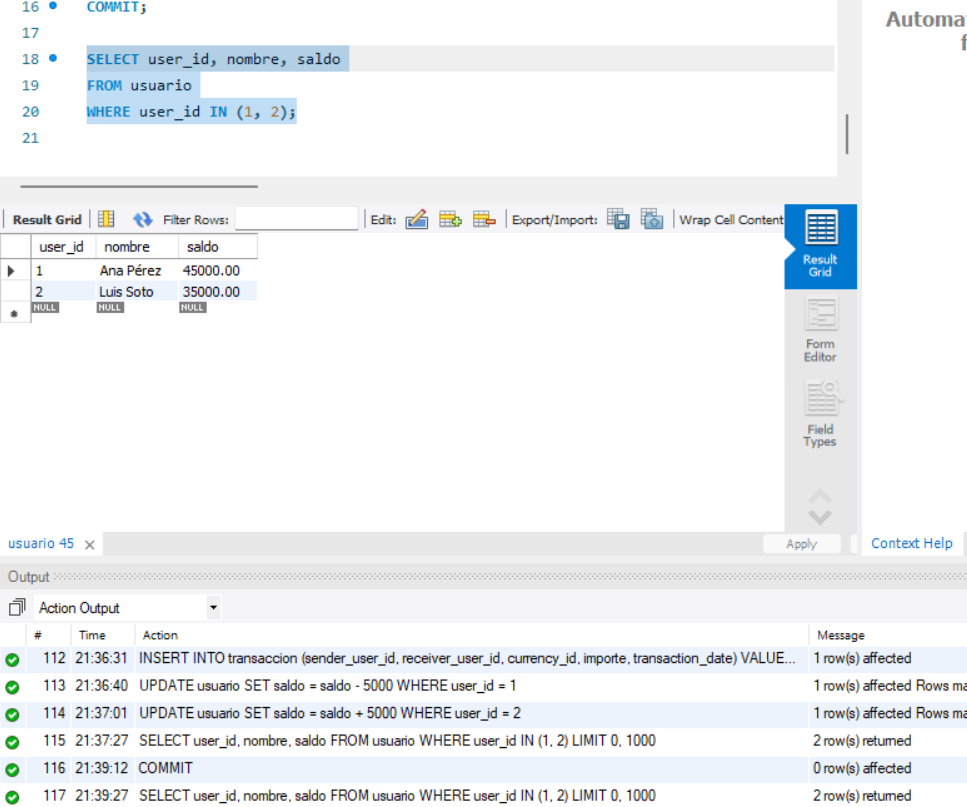 16 COMMIT;
17
18 SELECT user_id, nombre, saldo
19 FROM usuario
20 WHERE user_id IN (1, 2);
21
Result Grid Filter Rows: Edit: Export/Import: Wrap Cell Content
user_id nombre saldo
1 Ana Pérez 45000.00
2 Luis Soto 35000.00
NULL NULL NULL
Result
Grid
Form
Editor
Field
Types
usuario 45 Apply Context Help
Output
Action Output
# Time Action Message
112 21:36:31 INSERT INTO transaccion (sender_user_id, receiver_user_id, currency_id, importe, transaction_date) VALUE... 1 row(s) affected
113 21:36:40 UPDATE usuario SET saldo = saldo - 5000 WHERE user_id = 1 1 row(s) affected Rows
114 21:37:01 UPDATE usuario SET saldo = saldo + 5000 WHERE user_id = 2 1 row(s) affected Rows
115 21:37:27 SELECT user_id, nombre, saldo FROM usuario WHERE user_id IN (1, 2) LIMIT 0, 1000 2 row(s) returned
116 21:39:12 COMMIT 0 row(s) affected
117 21:39:27 SELECT user_id, nombre, saldo FROM usuario WHERE user_id IN (1, 2) LIMIT 0, 1000 2 row(s) returned